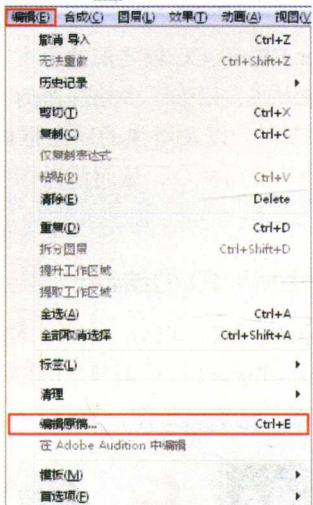 编辑(E) 合成(C) 图层(L) 效果(T) 动画(A) 视图(V
撤消 导入 Ctrl+Z
无法重做 Ctrl+Shift+Z
历史记录
剪切(T) Ctrl+X
复制(C) Ctrl+C
仅复制表达式
粘贴(P) Ctrl+V
清除(E) Delete
重复(D) Ctrl+D
拆分图层 Ctrl+Shift+D
提升工作区域
提取工作区域
全选(A) Ctrl+A
全部取消选择 Ctrl+Shift+A
标签(L)
清理
编辑原稿... Ctrl+E
在 Adobe Audition 中编辑
模板(M)
首选项(F)